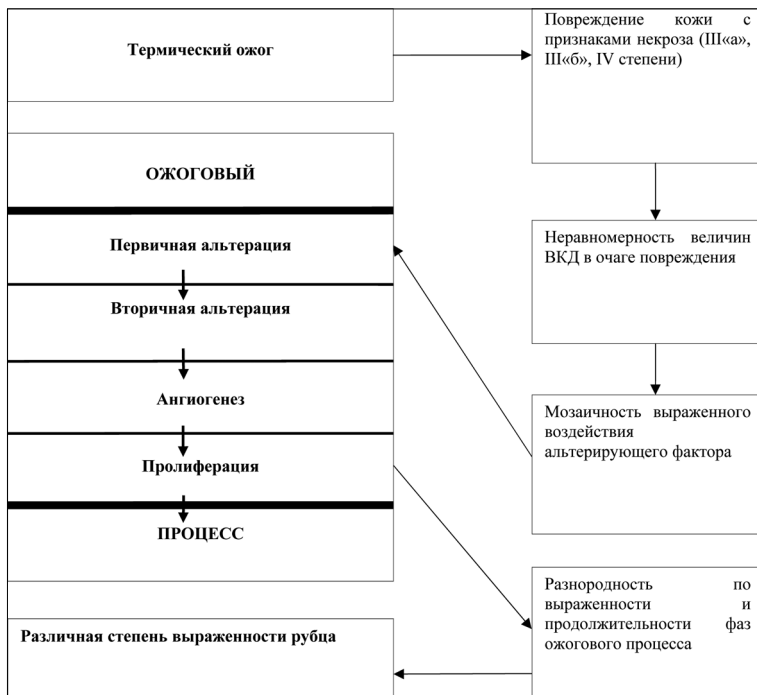 Термический ожог
Повреждение кожи с
признаками некроза (III«а»,
III«б», IV степени)
ОЖОГОВЫЙ
Первичная альтерация
Вторичная альтерация
Ангиогенез
Пролиферация
ПРОЦЕСС
Неравномерность величин
ВКД в очаге повреждения
Мозаичность выраженного
воздействия
альтерирующего фактора
Разнородность по
выраженности и
продолжительности фаз
ожогового процесса
Различная степень выраженности рубца